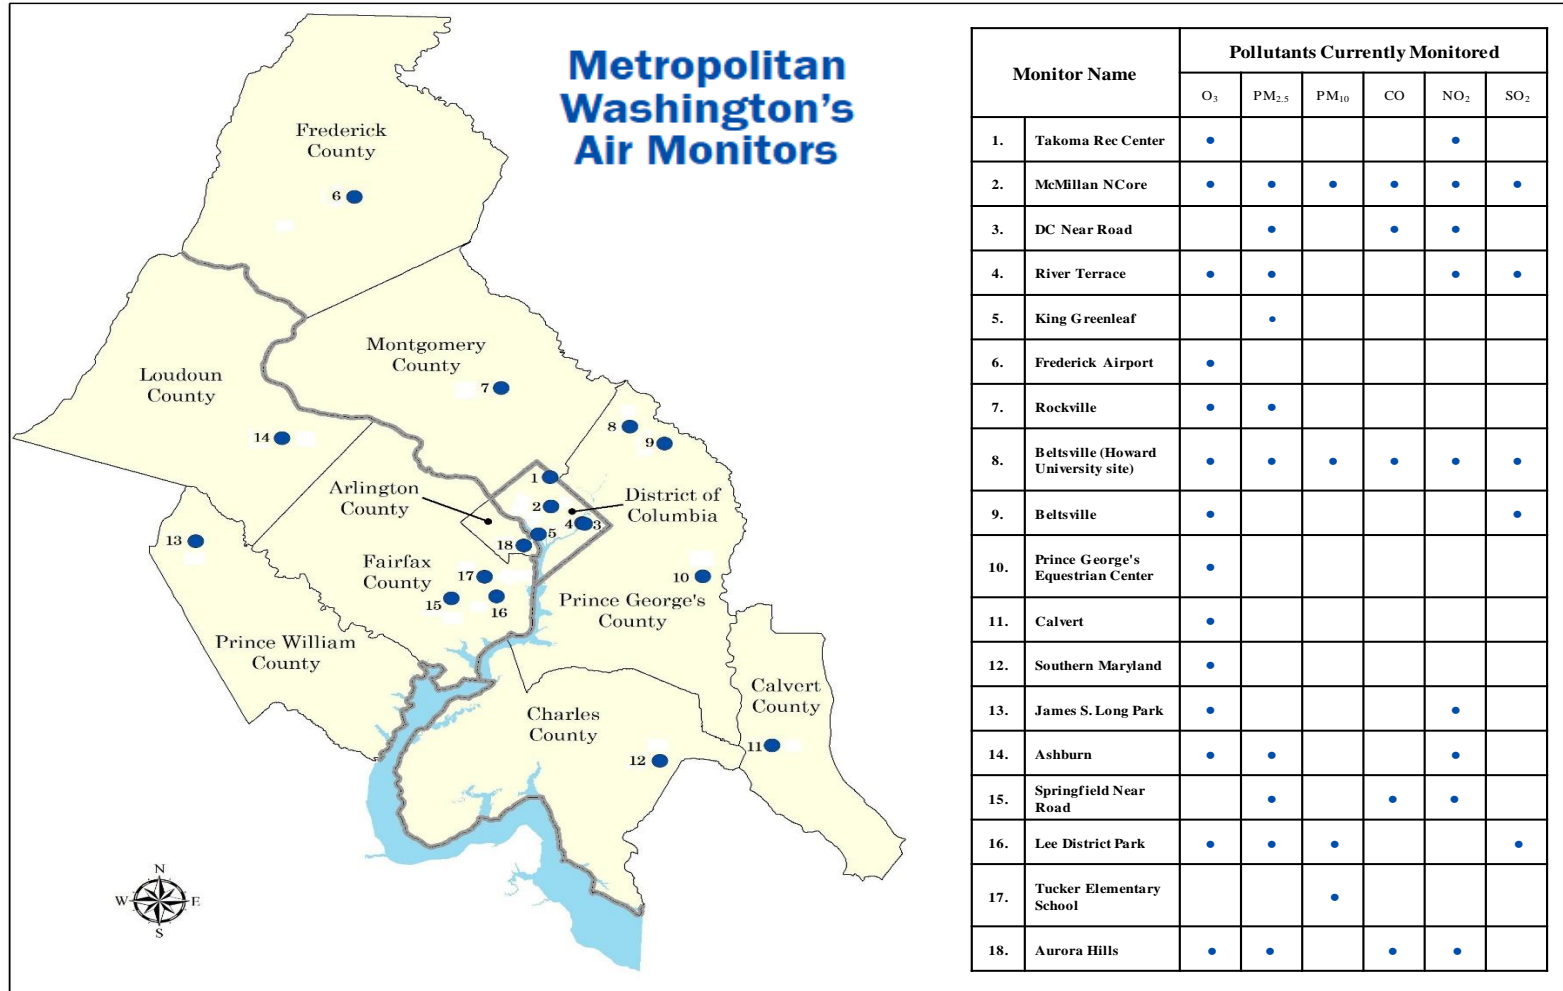 Metropolitan
Washington's
Air Monitors
Frederick
County
6
Montgomery
County
7
Loudoun
County
14
8
9
1
Arlington
County
2
District of
Columbia
4
3
5
18
13
Fairfax
County
17
10
15
16
Prince George's
County
Prince William
County
Calvert
County
Charles
County
11
12
N
W
E
S
Monitor Name
Pollutants Currently Monitored
O₃ PM₂.₅ PM₁₀ CO NO₂ SO₂
1. Takoma Rec Center • •
2. McMillan NCore • • • • • •
3. DC Near Road • • •
4. River Terrace • • • •
5. King Greenleaf •
6. Frederick Airport •
7. Rockville • •
8. Beltsville (Howard
University site) • • • • • •
9. Beltsville • •
10. Prince George's
Equestrian Center •
11. Calvert •
12. Southern Maryland •
13. James S. Long Park • •
14. Ashburn • • •
15. Springfield Near
Road • • •
16. Lee District Park • • • •
17. Tucker Elementary
School •
18. Aurora Hills • • • •